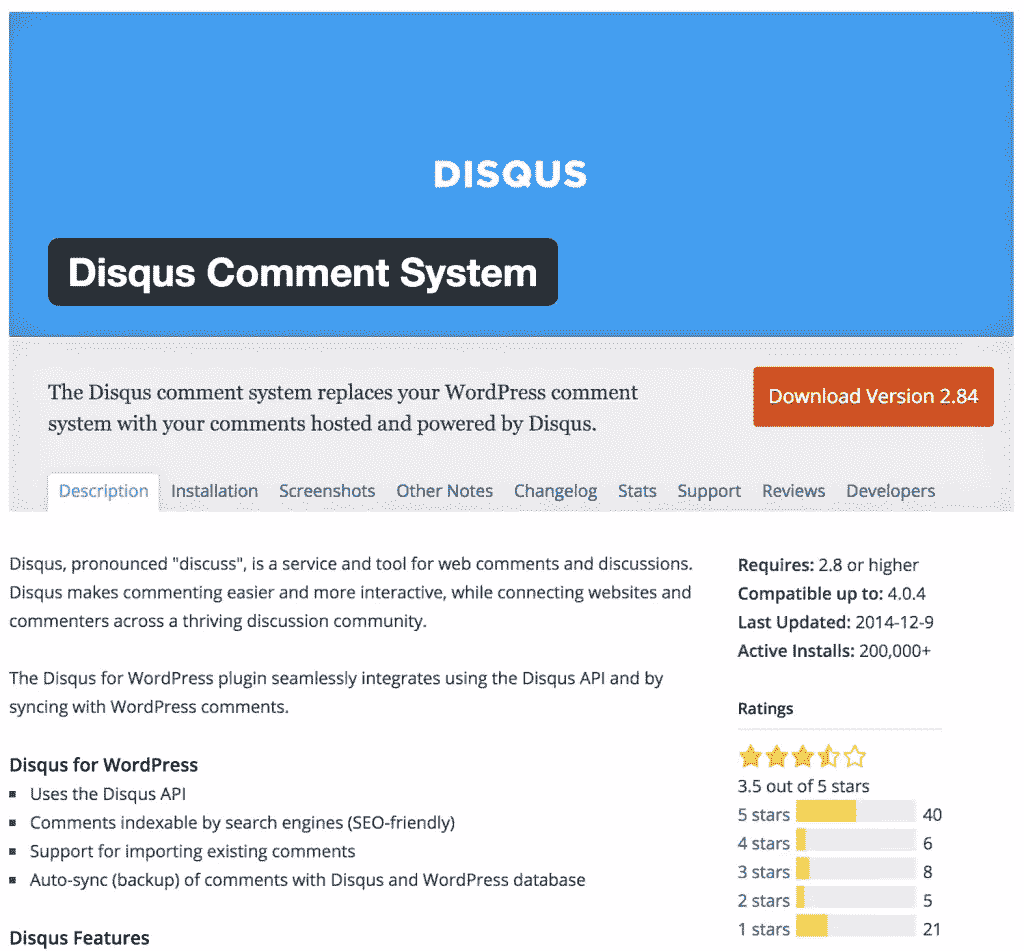 DISQUS
Disqus Comment System
The Disqus comment system replaces your WordPress comment
system with your comments hosted and powered by Disqus.
Download Version 2.84
Description Installation Screenshots Other Notes Changelog Stats Support Reviews Developers
Disqus, pronounced "discuss", is a service and tool for web comments and discussions.
Disqus makes commenting easier and more interactive, while connecting websites and
commenters across a thriving discussion community.
The Disqus for WordPress plugin seamlessly integrates using the Disqus API and by
syncing with WordPress comments.
Disqus for WordPress
Uses the Disqus API
Comments indexable by search engines (SEO-friendly)
Support for importing existing comments
Auto-sync (backup) of comments with Disqus and WordPress database
Disqus Features
Requires: 2.8 or higher
Compatible up to: 4.0.4
Last Updated: 2014-12-9
Active Installs: 200,000+
Ratings
3.5 out of 5 stars
5 stars 40
4 stars 6
3 stars 8
2 stars 5
1 stars 21